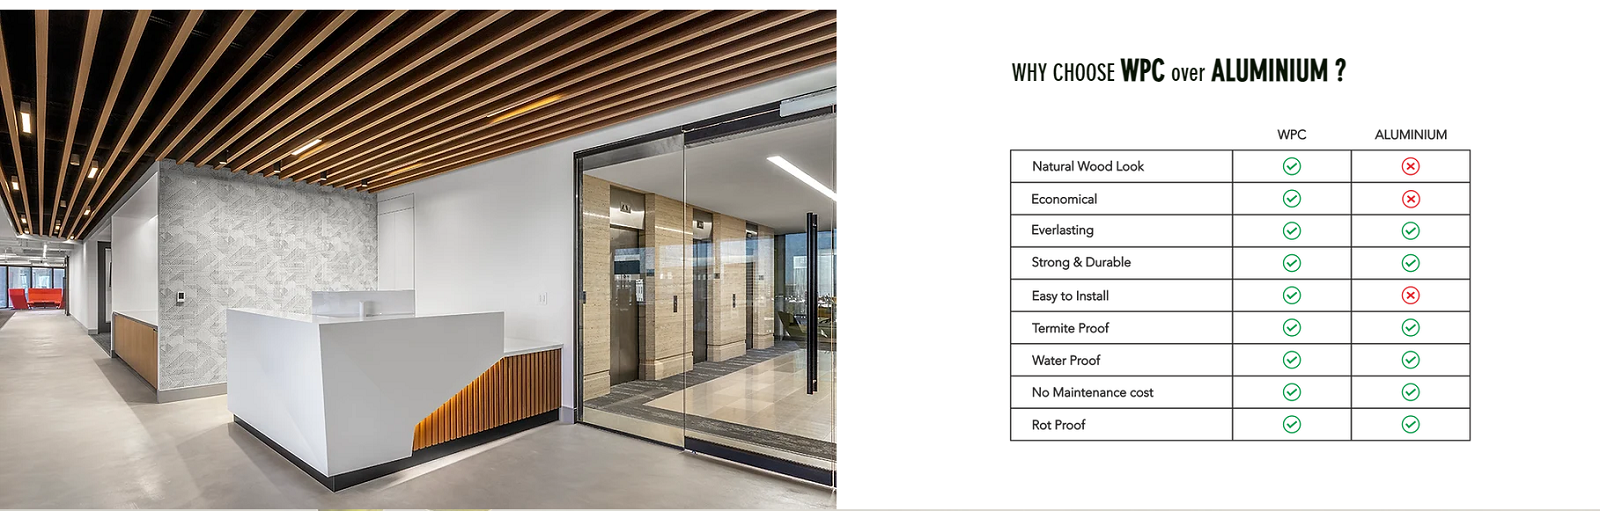 WHY CHOOSE WPC over ALUMINIUM ?
WPC ALUMINIUM
Natural Wood Look
Economical
Everlasting
Strong & Durable
Easy to Install
Termite Proof
Water Proof
No Maintenance cost
Rot Proof